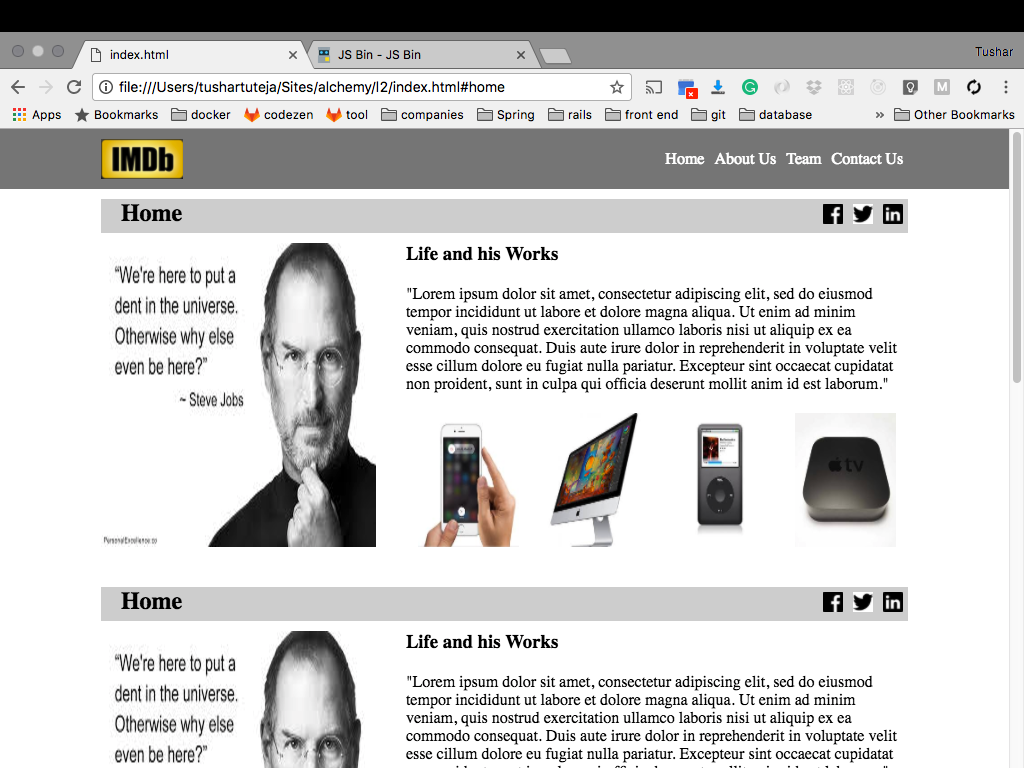 index.html
JS Bin - JS Bin
Tushar
file:///Users/tushartuteja/Sites/alchemy/l2/index.html#home
Apps Bookmarks docker codezen tool companies Spring rails front end git database » Other Bookmarks
IMDb
Home About Us Team Contact Us
Home
“We're here to put a
dent in the universe.
Otherwise why else
even be here?”
~ Steve Jobs
PersonalExcellence.co
Life and his Works
"Lorem ipsum dolor sit amet, consectetur adipiscing elit, sed do eiusmod
tempor incididunt ut labore et dolore magna aliqua. Ut enim ad minim
veniam, quis nostrud exercitation ullamco laboris nisi ut aliquip ex ea
commodo consequat. Duis aute irure dolor in reprehenderit in voluptate velit
esse cillum dolore eu fugiat nulla pariatur. Excepteur sint occaecat cupidatat
non proident, sunt in culpa qui officia deserunt mollit anim id est laborum."
tv
Home
“We're here to put a
dent in the universe.
Otherwise why else
even be here?”
Life and his Works
"Lorem ipsum dolor sit amet, consectetur adipiscing elit, sed do eiusmod
tempor incididunt ut labore et dolore magna aliqua. Ut enim ad minim
veniam, quis nostrud exercitation ullamco laboris nisi ut aliquip ex ea
commodo consequat. Duis aute irure dolor in reprehenderit in voluptate velit
esse cillum dolore eu fugiat nulla pariatur. Excepteur sint occaecat cupidatat